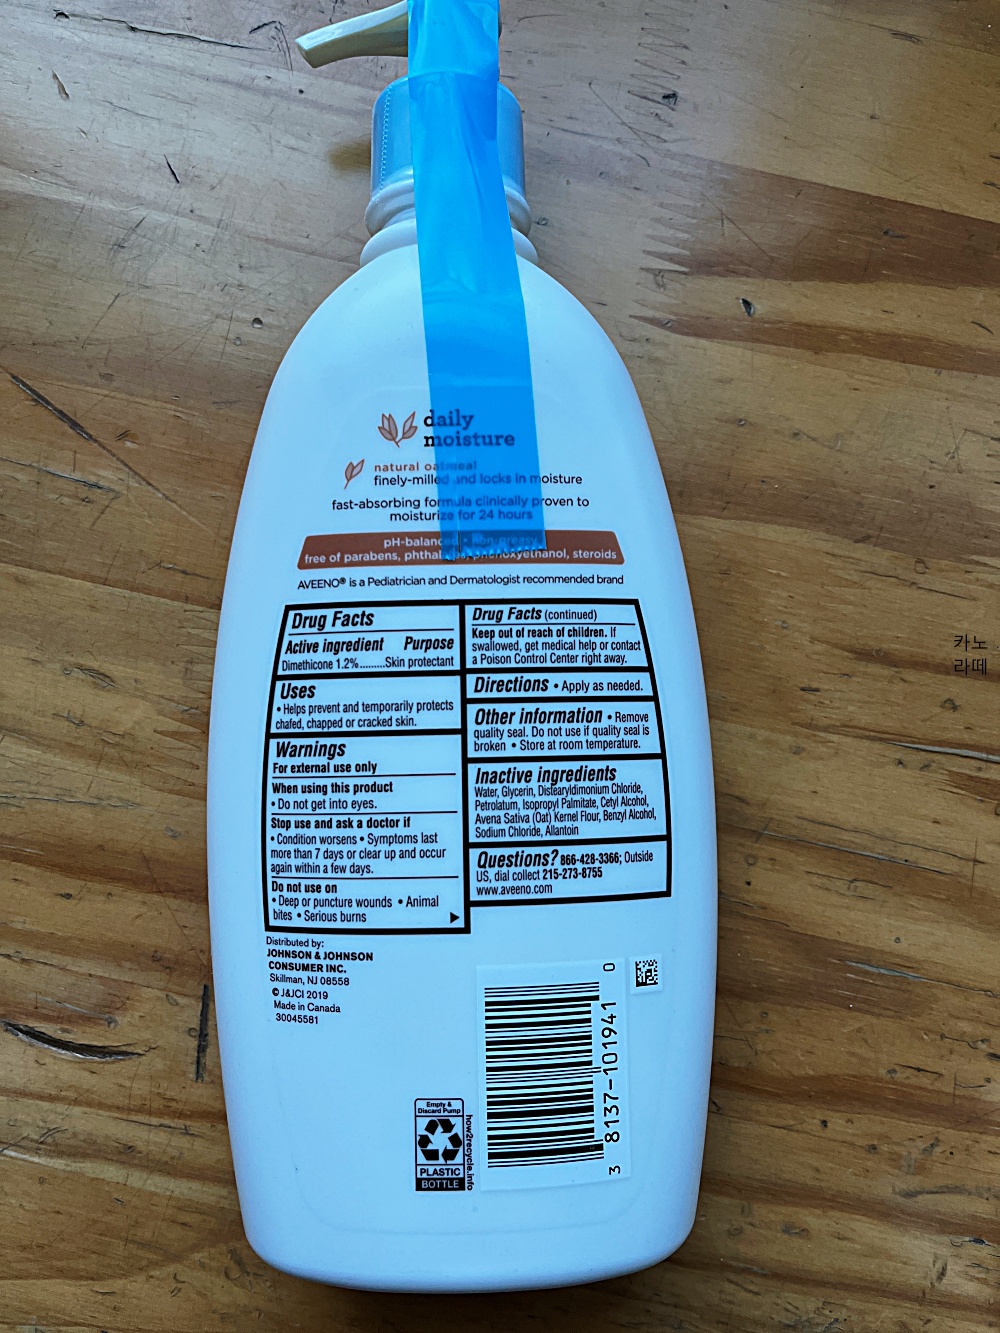 daily
moisture
natural oatmeal
finely-milled and locks in moisture
fast-absorbing formula clinically proven to
moisturize for 24 hours
pH-balanced • non-greasy
free of parabens, phthalates, phenoxyethanol, steroids
AVEENO® is a Pediatrician and Dermatologist recommended brand
Drug Facts
Active ingredient Purpose
Dimethicone 1.2%.........Skin protectant
Uses
• Helps prevent and temporarily protects
chafed, chapped or cracked skin.
Warnings
For external use only
When using this product
• Do not get into eyes.
Stop use and ask a doctor if
• Condition worsens • Symptoms last
more than 7 days or clear up and occur
again within a few days.
Do not use on
• Deep or puncture wounds • Animal
bites • Serious burns
Drug Facts (continued)
Keep out of reach of children. If
swallowed, get medical help or contact
a Poison Control Center right away.
Directions • Apply as needed.
Other information • Remove
quality seal. Do not use if quality seal is
broken • Store at room temperature.
Inactive ingredients
Water, Glycerin, Distearyldimonium Chloride,
Petrolatum, Isopropyl Palmitate, Cetyl Alcohol,
Avena Sativa (Oat) Kernel Flour, Benzyl Alcohol,
Sodium Chloride, Allantoin
Questions? 866-428-3366; Outside
US, dial collect 215-273-8755
www.aveeno.com
Distributed by:
JOHNSON & JOHNSON
CONSUMER INC.
Skillman, NJ 08558
© J&JCI 2019
Made in Canada
30045581
Empty &
Discard Pump
PLASTIC
BOTTLE
how2recycle.info
3 8137-101941 0
카노
라떼